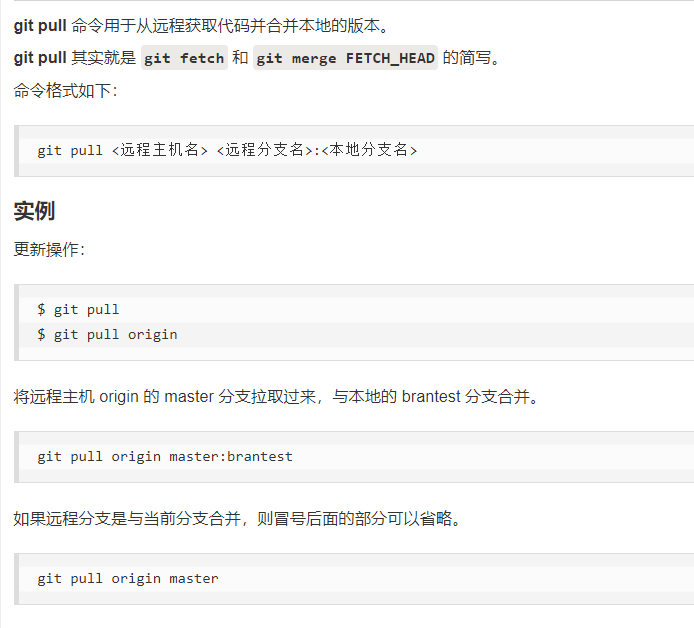 git pull 命令用于从远程获取代码并合并本地的版本。
git pull 其实就是 git fetch 和 git merge FETCH_HEAD 的简写。
命令格式如下：
git pull <远程主机名> <远程分支名>:<本地分支名>
实例
更新操作：
$ git pull
$ git pull origin
将远程主机 origin 的 master 分支拉取过来，与本地的 brantest 分支合并。
git pull origin master:brantest
如果远程分支是与当前分支合并，则冒号后面的部分可以省略。
git pull origin master